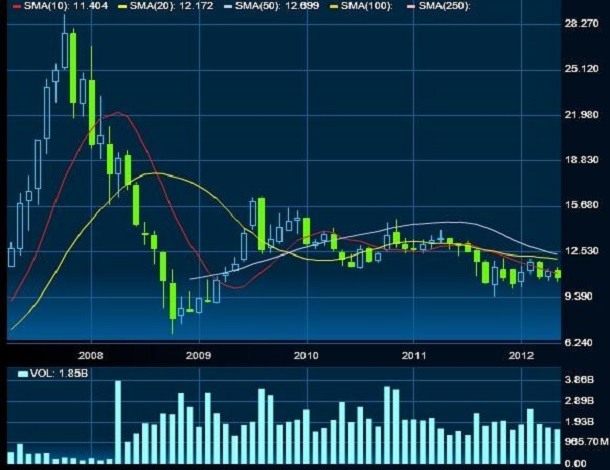 SMA(10): 11.404 SMA(20): 12.172 SMA(50): 12.699 SMA(100): SMA(250):
28.270
25.120
21.980
18.830
15.680
12.530
9.390
6.240
2008 2009 2010 2011 2012
VOL: 1.85B
3.86B
2.89B
1.93B
965.70M
0.00